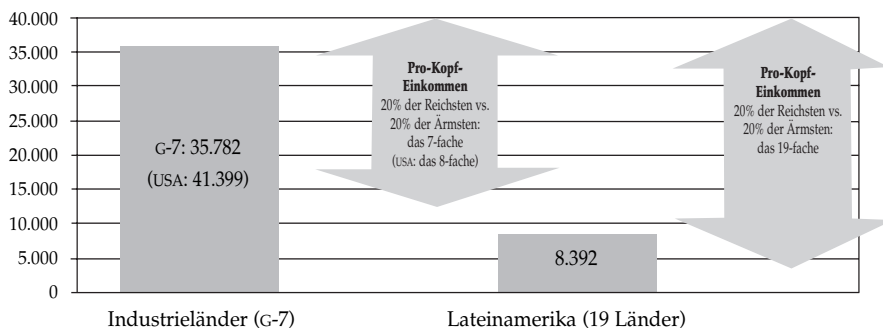 40.000
35.000
30.000
25.000
20.000
15.000
10.000
5.000
0
G-7: 35.782
(USA: 41.399)
Pro-Kopf-
Einkommen
20% der Reichsten vs.
20% der Ärmsten:
das 7-fache
(USA: das 8-fache)
8.392
Pro-Kopf-
Einkommen
20% der Reichsten vs.
20% der Ärmsten:
das 19-fache
Industrieländer (G-7)
Lateinamerika (19 Länder)